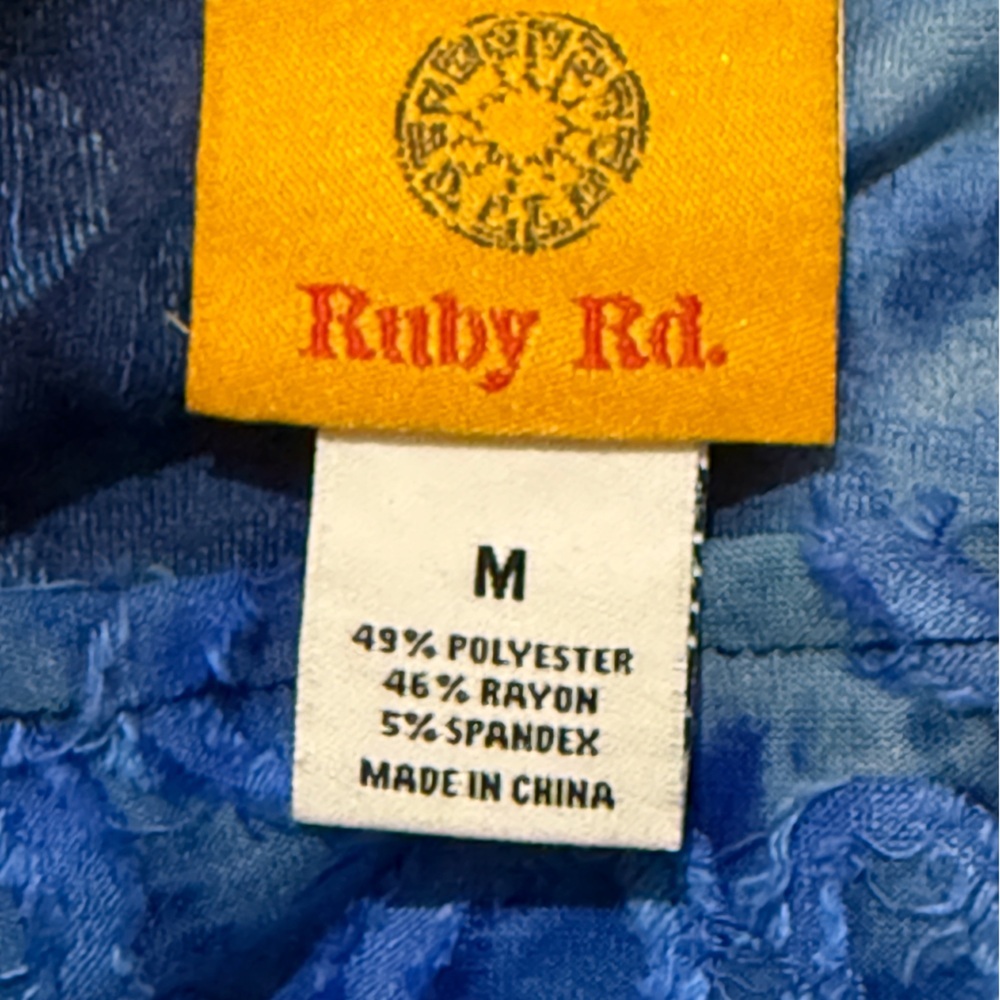 Ruby Rd.
M
49% POLYESTER
46% RAYON
5% SPANDEX
MADE IN CHINA